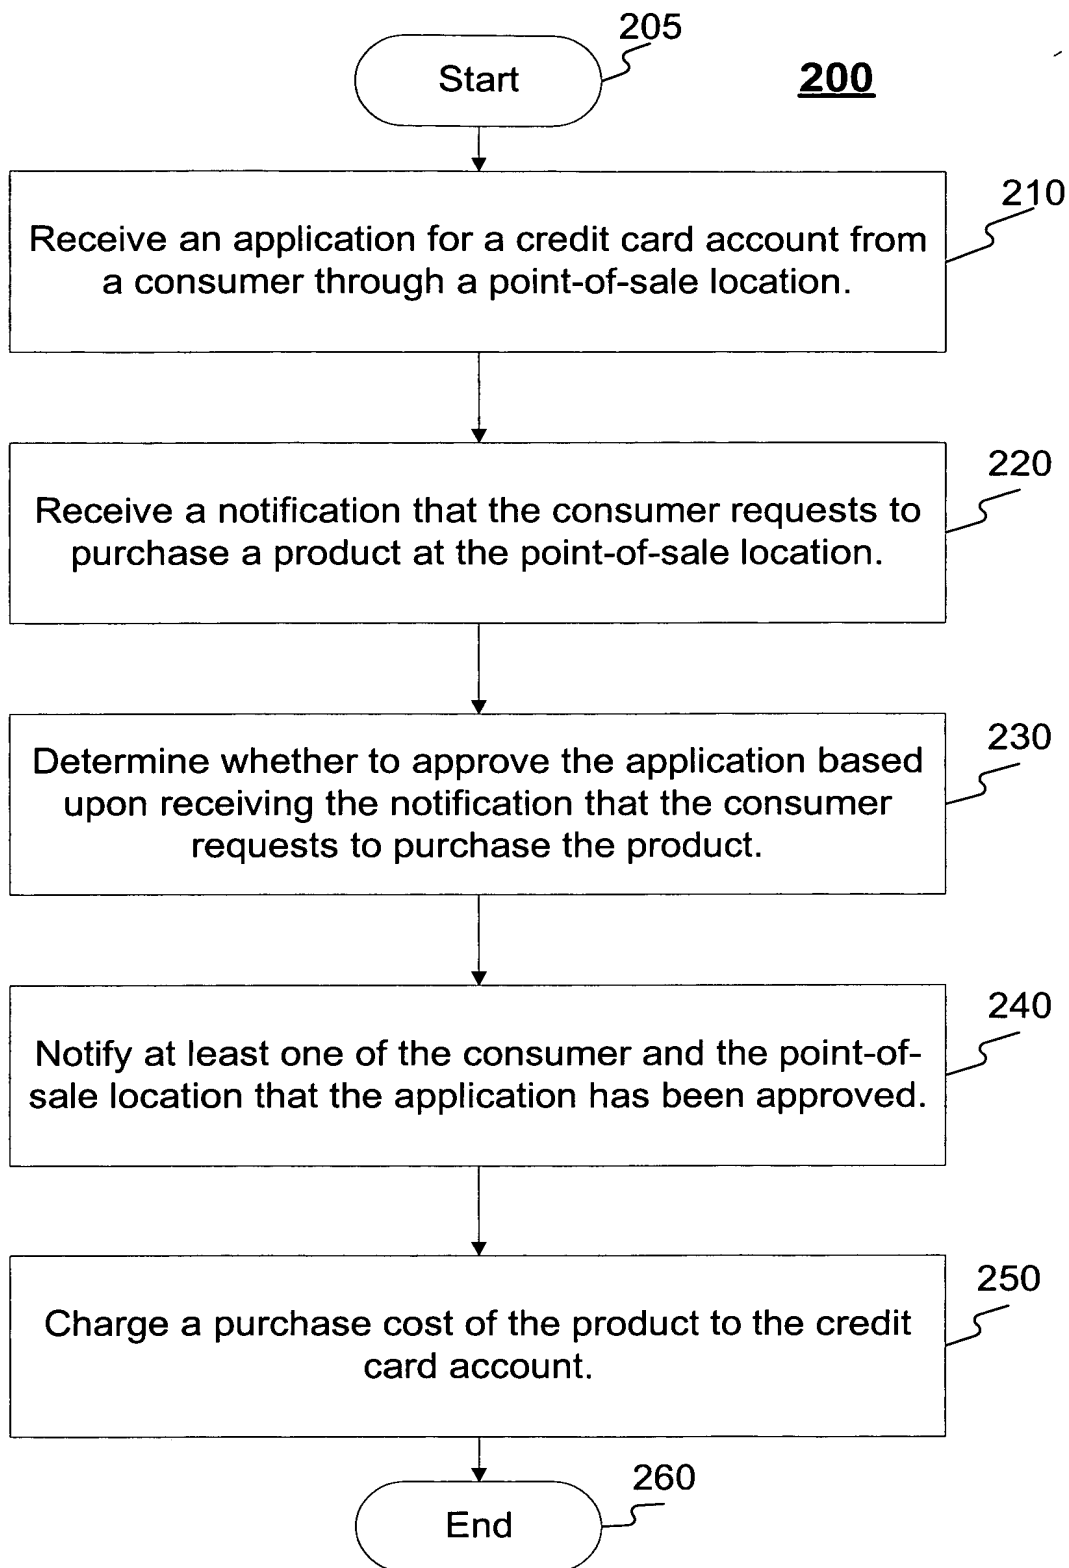 205
Start
200
210
Receive an application for a credit card account from
a consumer through a point-of-sale location.
220
Receive a notification that the consumer requests to
purchase a product at the point-of-sale location.
230
Determine whether to approve the application based
upon receiving the notification that the consumer
requests to purchase the product.
240
Notify at least one of the consumer and the point-of-
sale location that the application has been approved.
250
Charge a purchase cost of the product to the credit
card account.
260
End